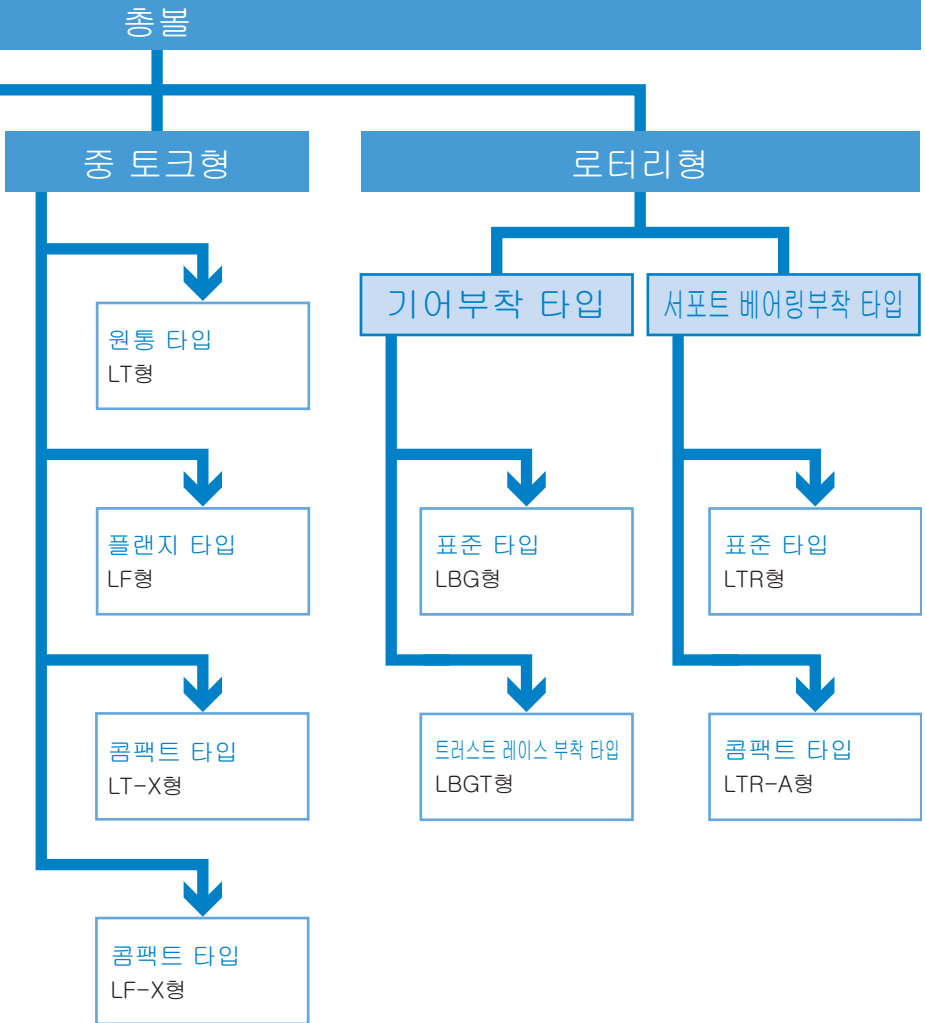 총볼
중 토크형
로터리형
기어부착 타입
서포트 베어링부착 타입
원통 타입
LT형
플랜지 타입
LF형
표준 타입
LBG형
표준 타입
LTR형
콤팩트 타입
LT-X형
트러스트 레이스 부착 타입
LBGT형
콤팩트 타입
LTR-A형
콤팩트 타입
LF-X형